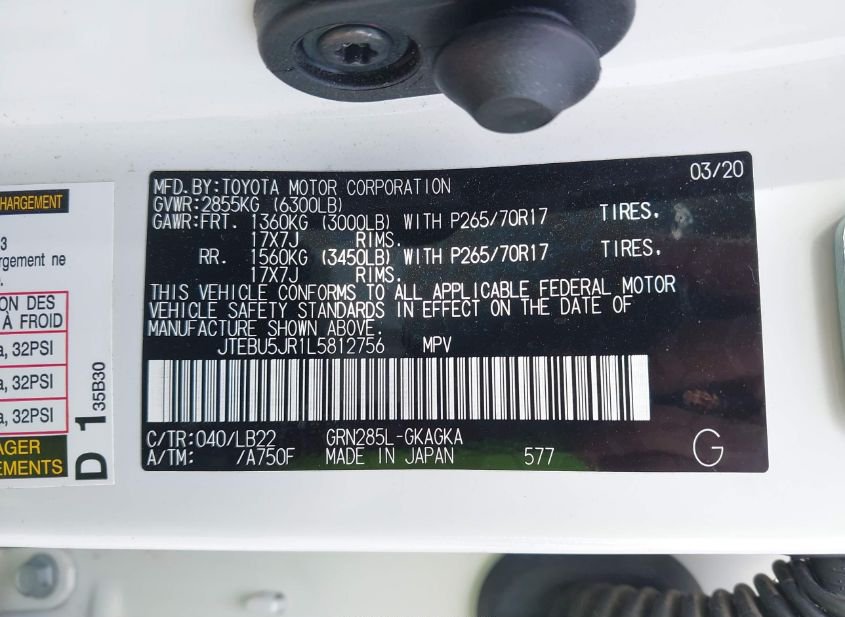 HARGEMENT
3
argement ne
ON DES
À FROID
a, 32PSI
a, 32PSI
a, 32PSI
AGER
EMENTS
D 1 35B30
03/20
MFD.BY:TOYOTA MOTOR CORPORATION
GVWR:2855KG (6300LB)
GAWR:FRT. 1360KG (3000LB) WITH P265/70R17 TIRES.
17X7J RIMS.
RR. 1560KG (3450LB) WITH P265/70R17 TIRES.
17X7J RIMS.
THIS VEHICLE CONFORMS TO ALL APPLICABLE FEDERAL MOTOR
VEHICLE SAFETY STANDARDS IN EFFECT ON THE DATE OF
MANUFACTURE SHOWN ABOVE.
JTEBU5JR1L5812756 MPV
C/TR:040/LB22 GRN285L-GKAGKA
A/TM: /A750F MADE IN JAPAN 577
G